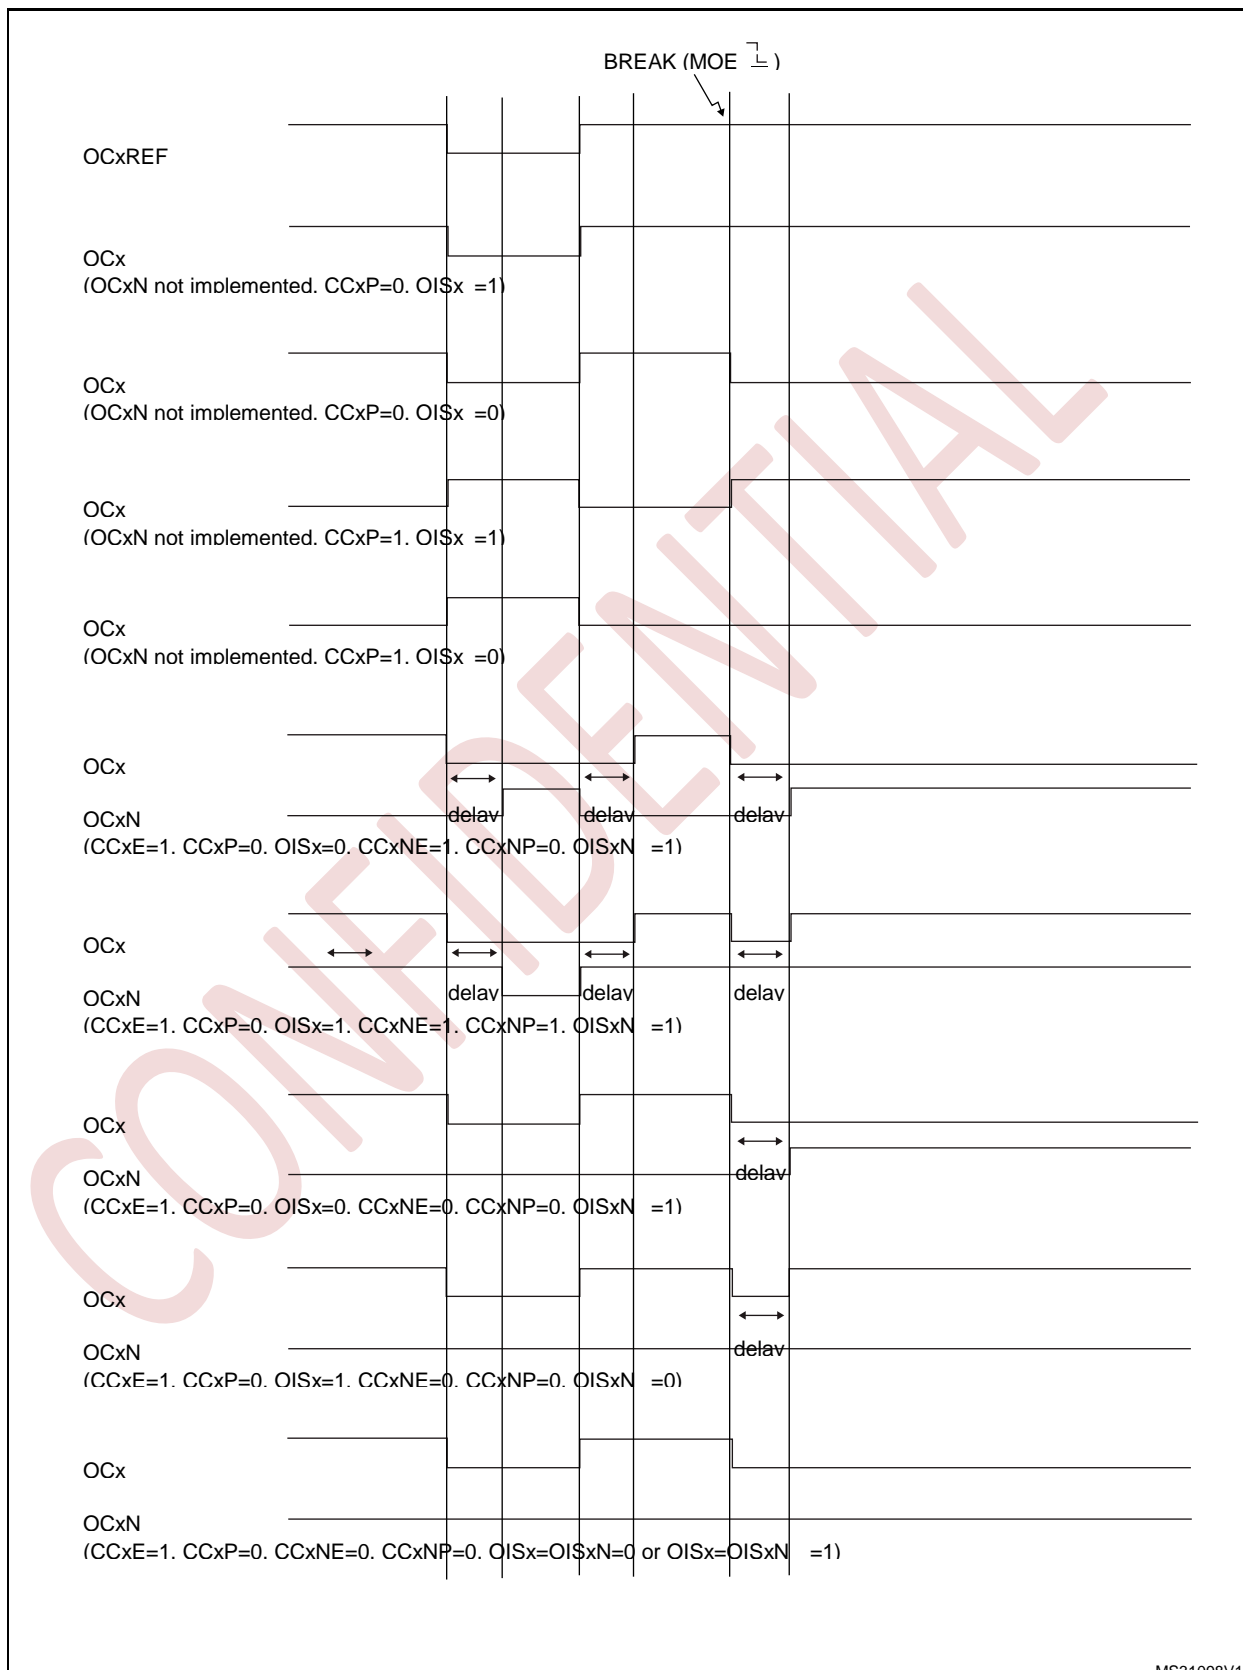 BREAK (MOE )
OCxREF
OCx
(OCxN not implemented, CCxP=0, OISx =1)
OCx
(OCxN not implemented, CCxP=0, OISx =0)
OCx
(OCxN not implemented, CCxP=1, OISx =1)
OCx
(OCxN not implemented, CCxP=1, OISx =0)
OCx
delay delay delay
OCxN
(CCxE=1, CCxP=0, OISx=0, CCxNE=1, CCxNP=0, OISxN =1)
OCx
delay delay delay
OCxN
(CCxE=1, CCxP=0, OISx=1, CCxNE=1, CCxNP=1, OISxN =1)
OCx
delay
OCxN
(CCxE=1, CCxP=0, OISx=0, CCxNE=0, CCxNP=0, OISxN =1)
OCx
delay
OCxN
(CCxE=1, CCxP=0, OISx=1, CCxNE=0, CCxNP=0, OISxN =0)
OCx
OCxN
(CCxE=1, CCxP=0, CCxNE=0, CCxNP=0, OISx=OISxN=0 or OISx=OISxN =1)
CONFIDENTIAL